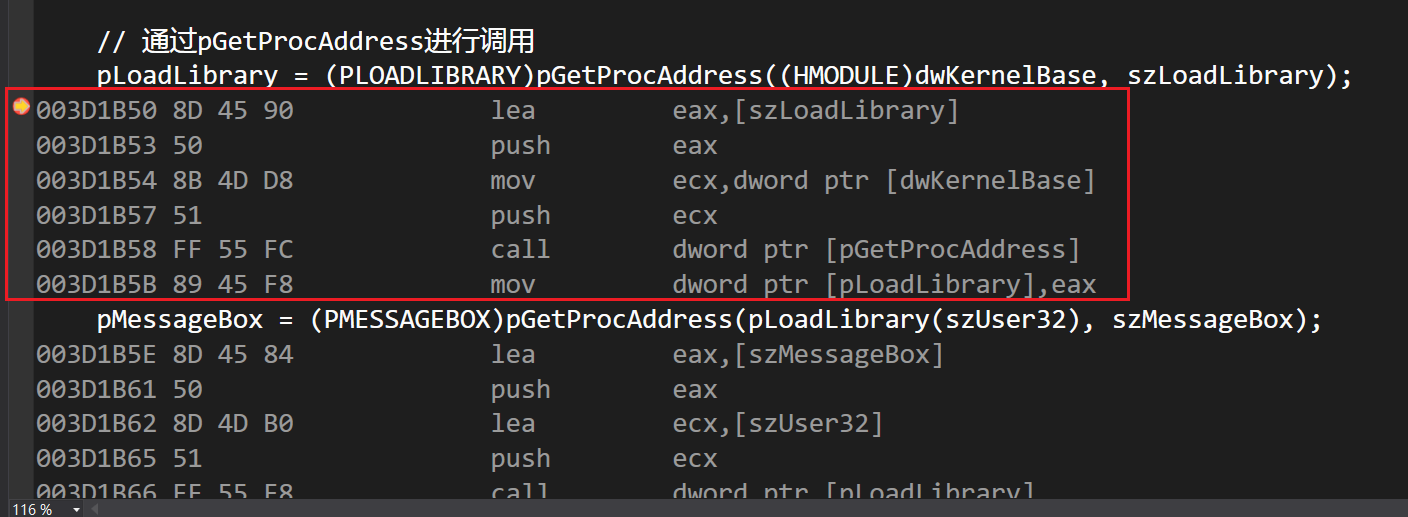 // 通过pGetProcAddress进行调用
pLoadLibrary = (PLOADLIBRARY)pGetProcAddress((HMODULE)dwKernelBase, szLoadLibrary);
003D1B50 8D 45 90 lea eax,[szLoadLibrary]
003D1B53 50 push eax
003D1B54 8B 4D D8 mov ecx,dword ptr [dwKernelBase]
003D1B57 51 push ecx
003D1B58 FF 55 FC call dword ptr [pGetProcAddress]
003D1B5B 89 45 F8 mov dword ptr [pLoadLibrary],eax
pMessageBox = (PMESSAGEBOX)pGetProcAddress(pLoadLibrary(szUser32), szMessageBox);
003D1B5E 8D 45 84 lea eax,[szMessageBox]
003D1B61 50 push eax
003D1B62 8D 4D B0 lea ecx,[szUser32]
003D1B65 51 push ecx
003D1B66 FF 55 F8 call dword ptr [pLoadLibrary]
116 %